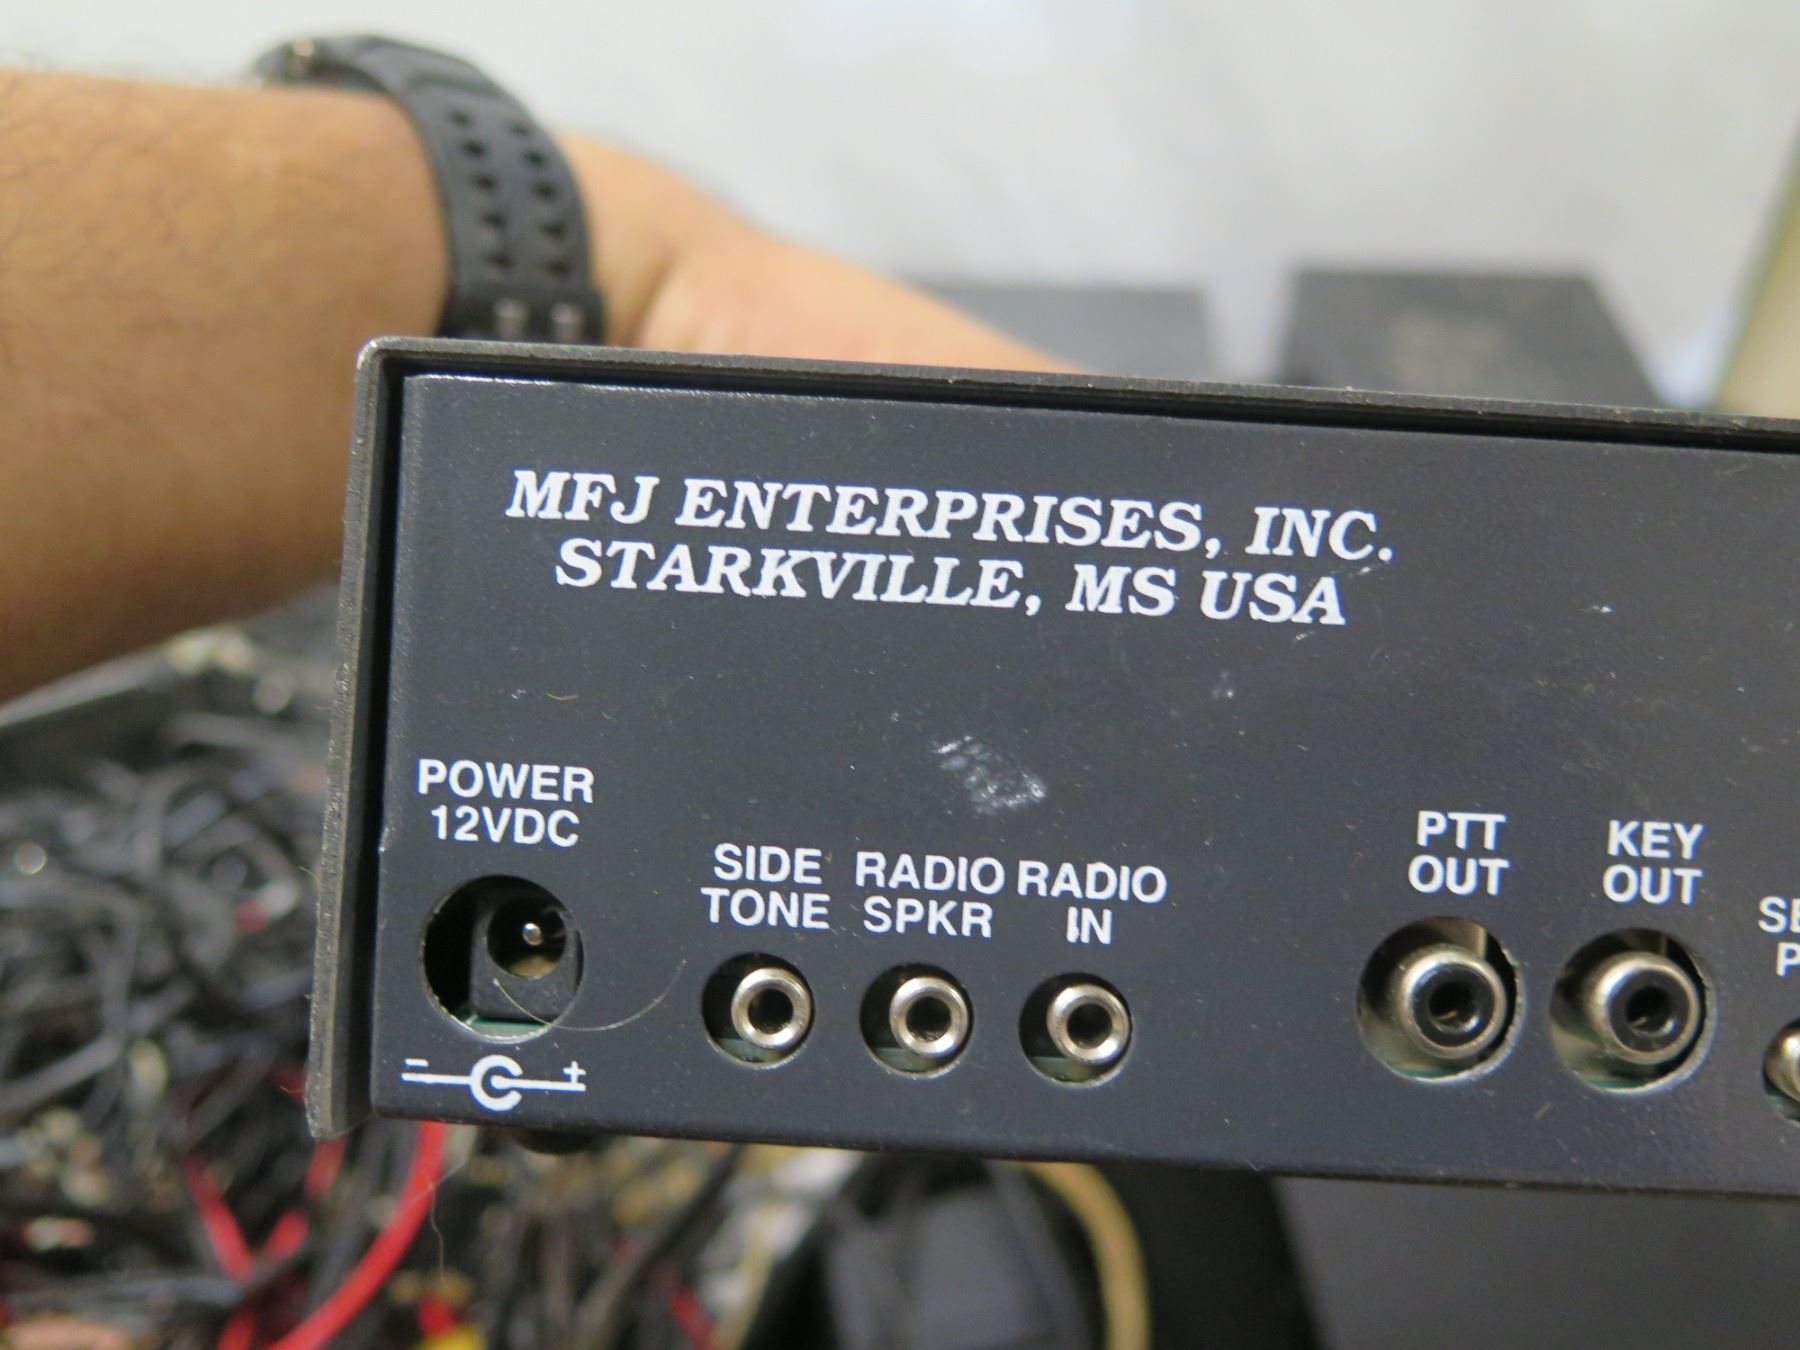 MFJ ENTERPRISES, INC.
STARKVILLE, MS USA
POWER
12VDC
- +
SIDE
TONE
RADIO
SPKR
RADIO
IN
PTT
OUT
KEY
OUT